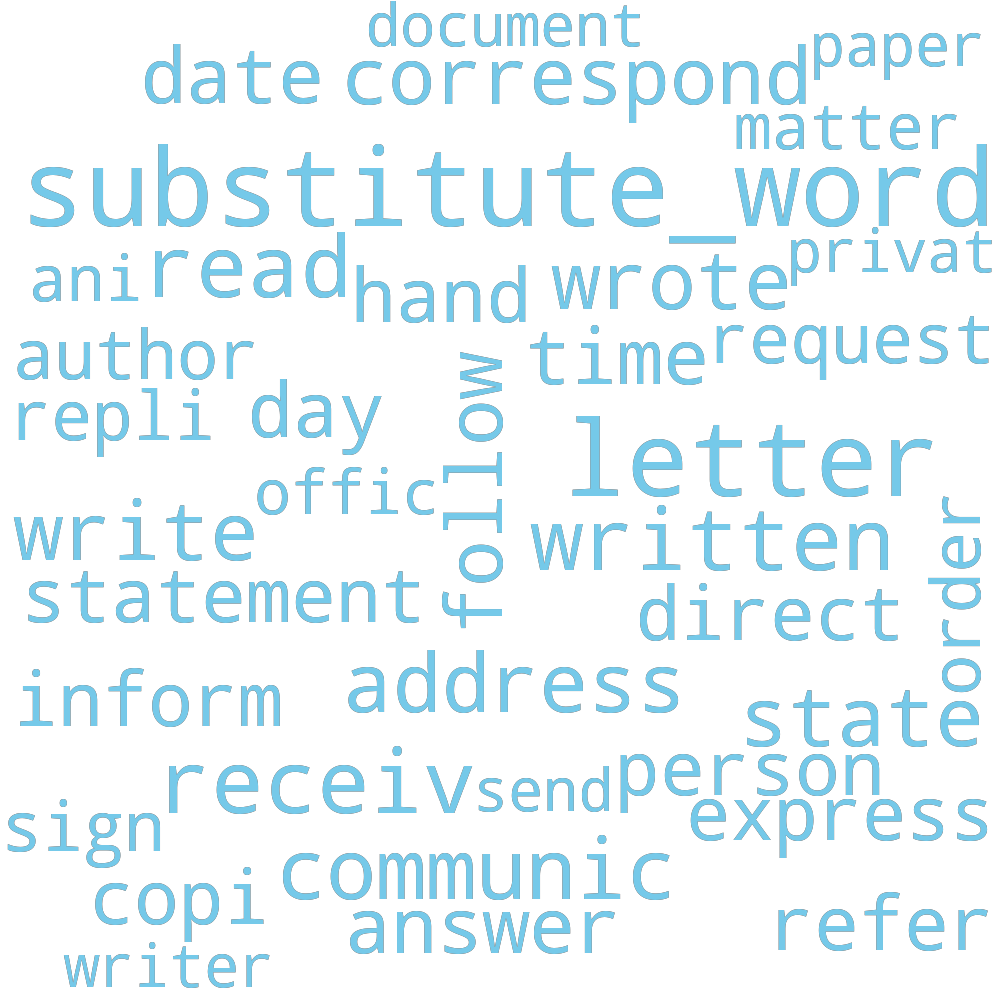 document
date correspond paper
matter
substitute_word
ani read hand wrote privat
author time request
repli day follow letter
write offic written order
statement direct
inform address state
receiv send person
sign express
communic
copi answer refer
writer